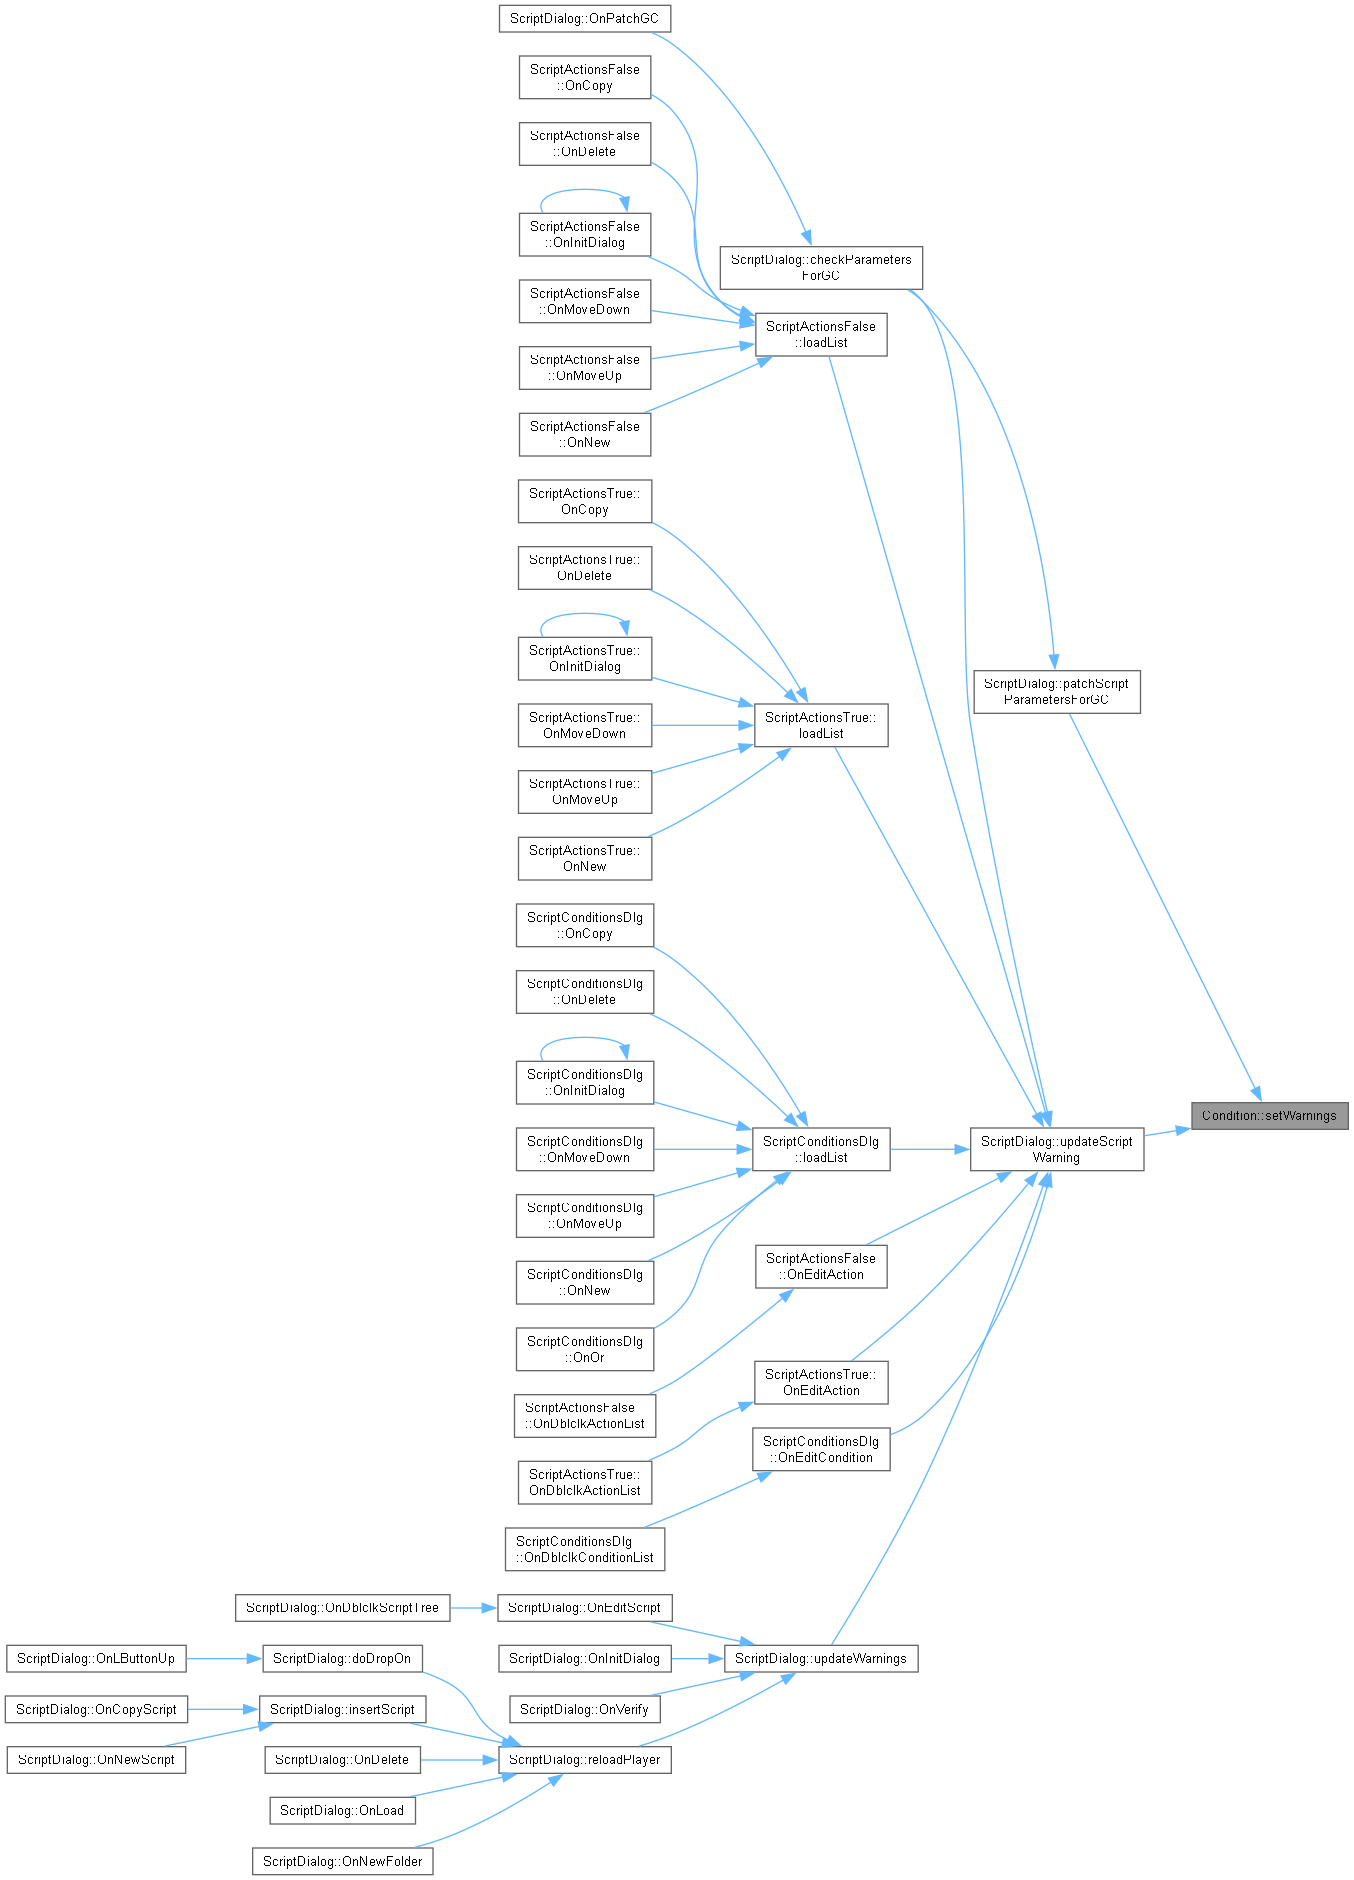 ScriptDialog::OnPatchGC
ScriptActionsFalse
::OnCopy
ScriptActionsFalse
::OnDelete
ScriptActionsFalse
::OnInitDialog
ScriptDialog::checkParameters
ForGC
ScriptActionsFalse
::OnMoveDown
ScriptActionsFalse
::loadList
ScriptActionsFalse
::OnMoveUp
ScriptActionsFalse
::OnNew
ScriptActionsTrue::
OnCopy
ScriptActionsTrue::
OnDelete
ScriptActionsTrue::
OnInitDialog
ScriptDialog::patchScript
ParametersForGC
ScriptActionsTrue::
OnMoveDown
ScriptActionsTrue::
loadList
ScriptActionsTrue::
OnMoveUp
ScriptActionsTrue::
OnNew
ScriptConditionsDlg
::OnCopy
ScriptConditionsDlg
::OnDelete
ScriptConditionsDlg
::OnInitDialog
Condition::setWarnings
ScriptConditionsDlg
::OnMoveDown
ScriptConditionsDlg
::loadList
ScriptDialog::updateScript
Warning
ScriptConditionsDlg
::OnMoveUp
ScriptConditionsDlg
::OnNew
ScriptActionsFalse
::OnEditAction
ScriptConditionsDlg
::OnOr
ScriptActionsTrue::
OnEditAction
ScriptActionsFalse
::OnDblclkActionList
ScriptConditionsDlg
::OnEditCondition
ScriptActionsTrue::
OnDblclkActionList
ScriptConditionsDlg
::OnDblclkConditionList
ScriptDialog::OnDblclkScriptTree
ScriptDialog::OnEditScript
ScriptDialog::OnLButtonUp
ScriptDialog::doDropOn
ScriptDialog::OnInitDialog
ScriptDialog::updateWarnings
ScriptDialog::OnCopyScript
ScriptDialog::insertScript
ScriptDialog::OnVerify
ScriptDialog::OnNewScript
ScriptDialog::OnDelete
ScriptDialog::reloadPlayer
ScriptDialog::OnLoad
ScriptDialog::OnNewFolder